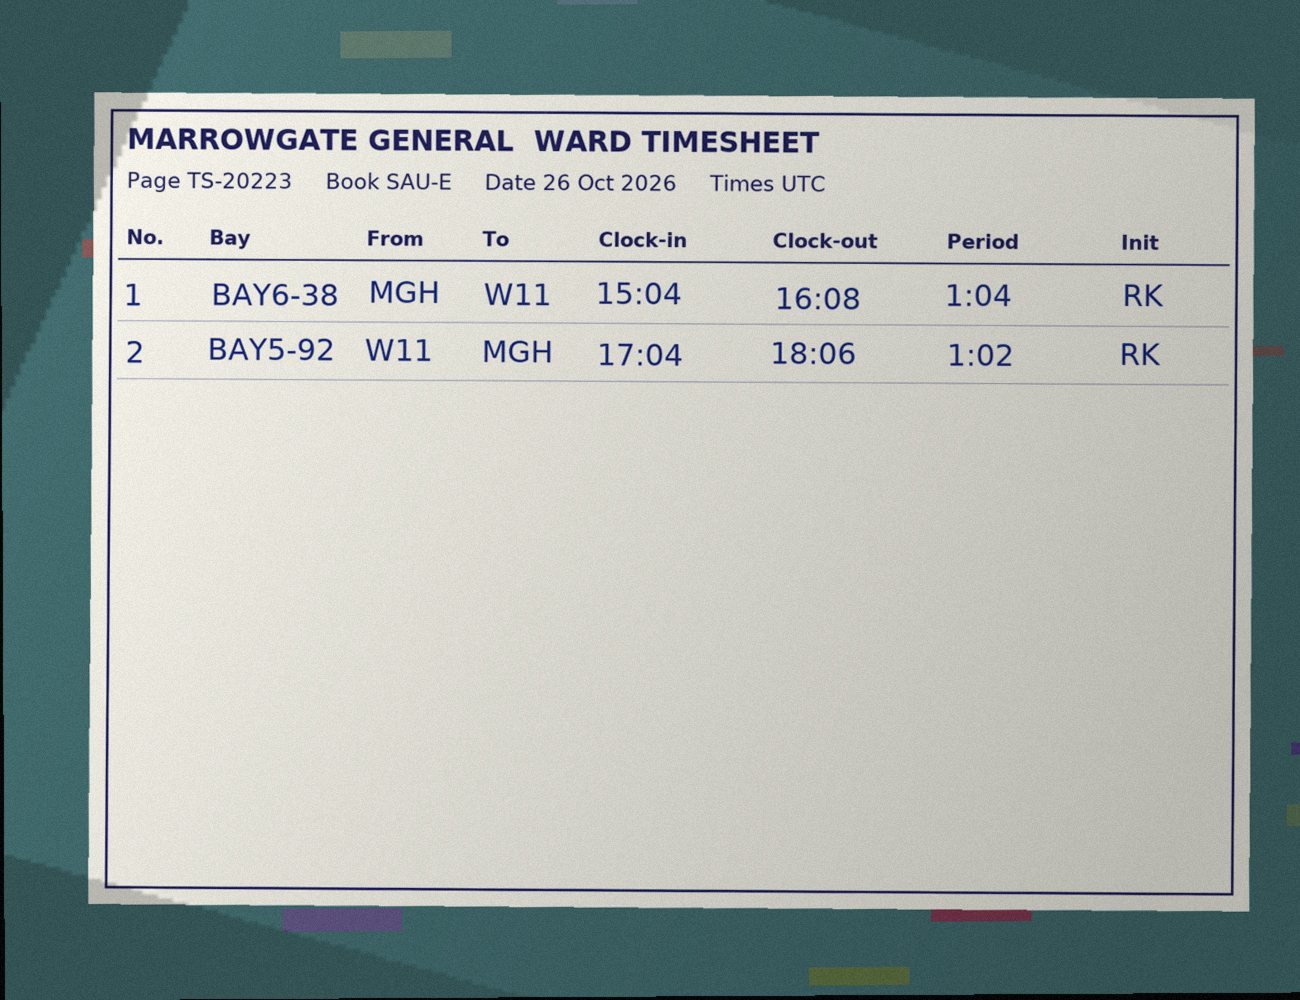 MARROWGATE GENERAL WARD TIMESHEET
Page TS-20223 Book SAU-E Date 26 Oct 2026 Times UTC
No. Bay From To Clock-in Clock-out Period Init
1 BAY6-38 MGH W11 15:04 16:08 1:04 RK
2 BAY5-92 W11 MGH 17:04 18:06 1:02 RK